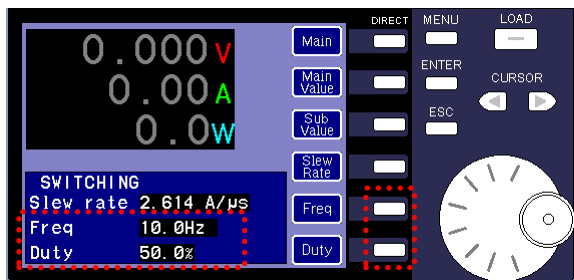 0.000V
0.00A
0.0W
SWITCHING
Slew rate 2.614 A/µs
Freq 10.0Hz
Duty 50.0%
Main
Main
Value
Sub
Value
Slew
Rate
Freq
Duty
DIRECT
MENU
LOAD
ENTER
CURSOR
ESC